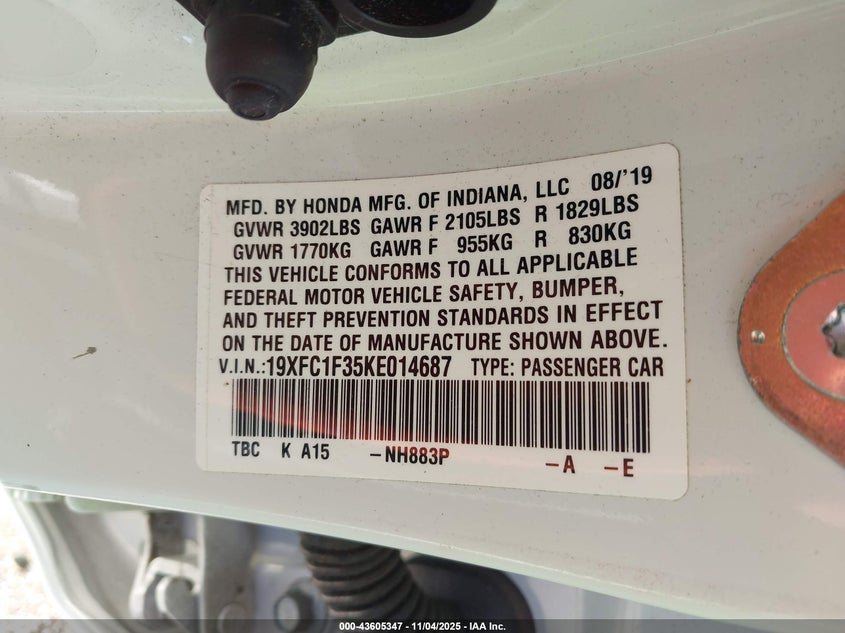 MFD. BY HONDA MFG. OF INDIANA, LLC 08/'19
GVWR 3902LBS GAWR F 2105LBS R 1829LBS
GVWR 1770KG GAWR F 955KG R 830KG
THIS VEHICLE CONFORMS TO ALL APPLICABLE
FEDERAL MOTOR VEHICLE SAFETY, BUMPER,
AND THEFT PREVENTION STANDARDS IN EFFECT
ON THE DATE OF MANUFACTURE SHOWN ABOVE.
V.I.N.:19XFC1F35KE014687 TYPE: PASSENGER CAR
TBC K A15 -NH883P -A -E
000-43605347 - 11/04/2025 - IAA Inc.